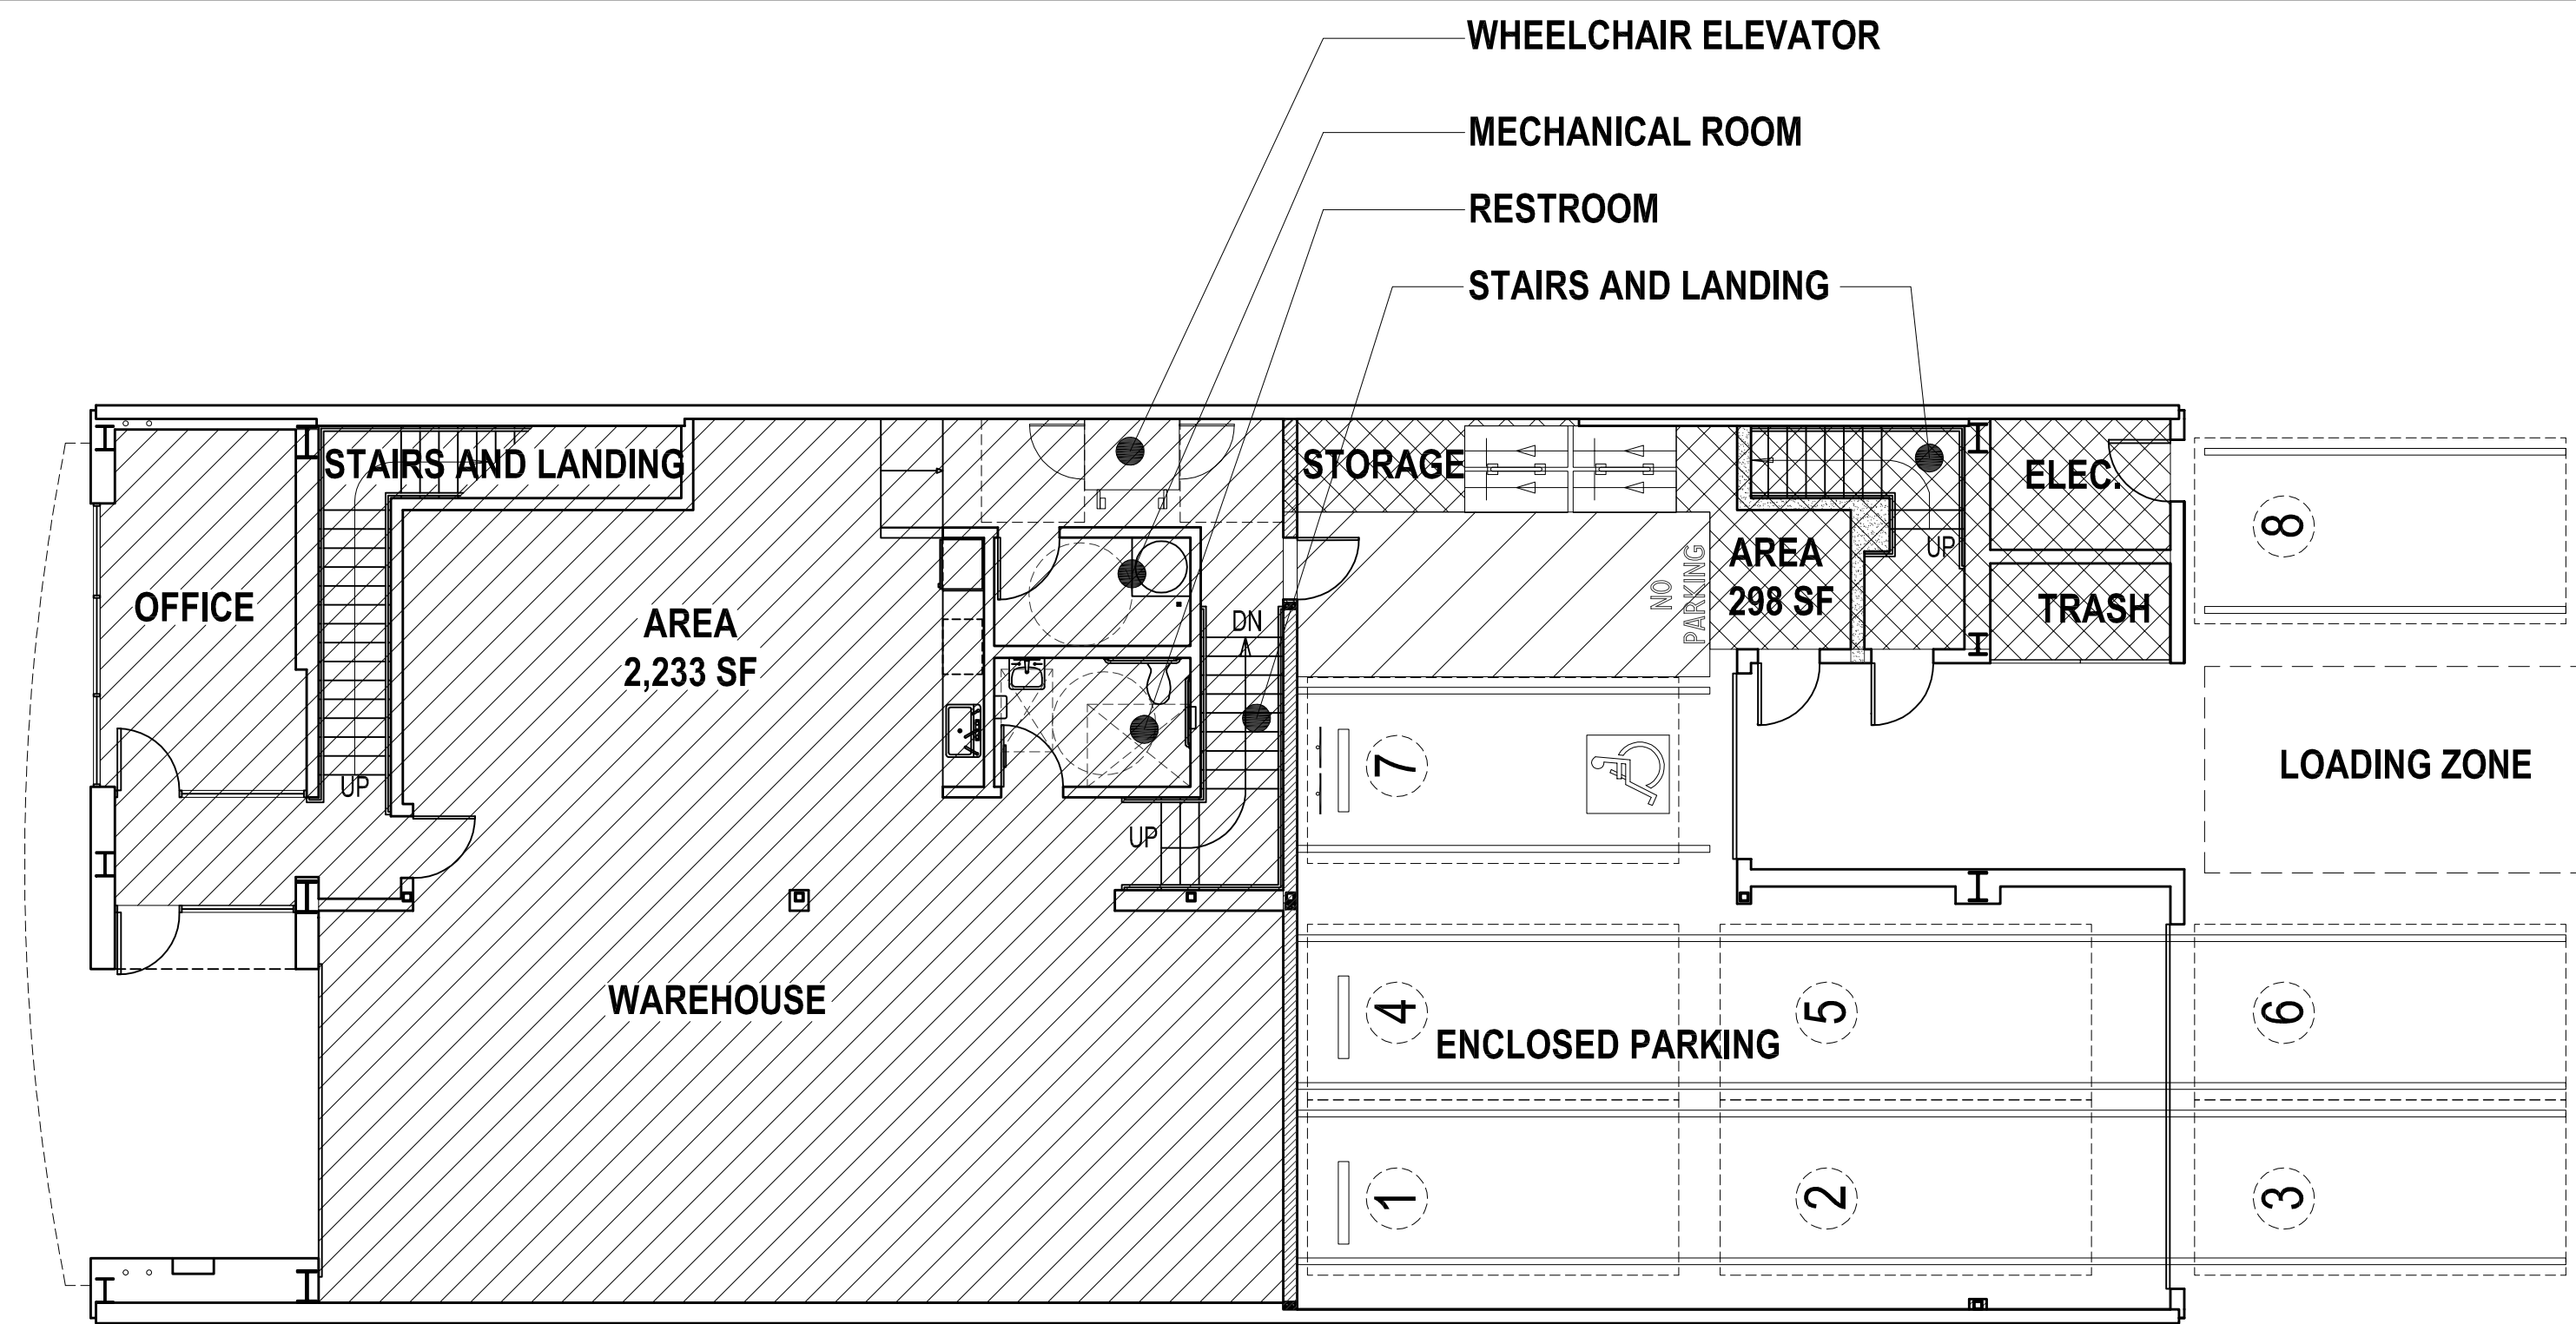 WHEELCHAIR ELEVATOR
MECHANICAL ROOM
RESTROOM
STAIRS AND LANDING
STAIRS AND LANDING
STORAGE
ELEC.
8
OFFICE
AREA
2,233 SF
DN
NO
PARKING
AREA
298 SF
UP
TRASH
UP
7
LOADING ZONE
UP
WAREHOUSE
4
5
6
ENCLOSED PARKING
1
2
3